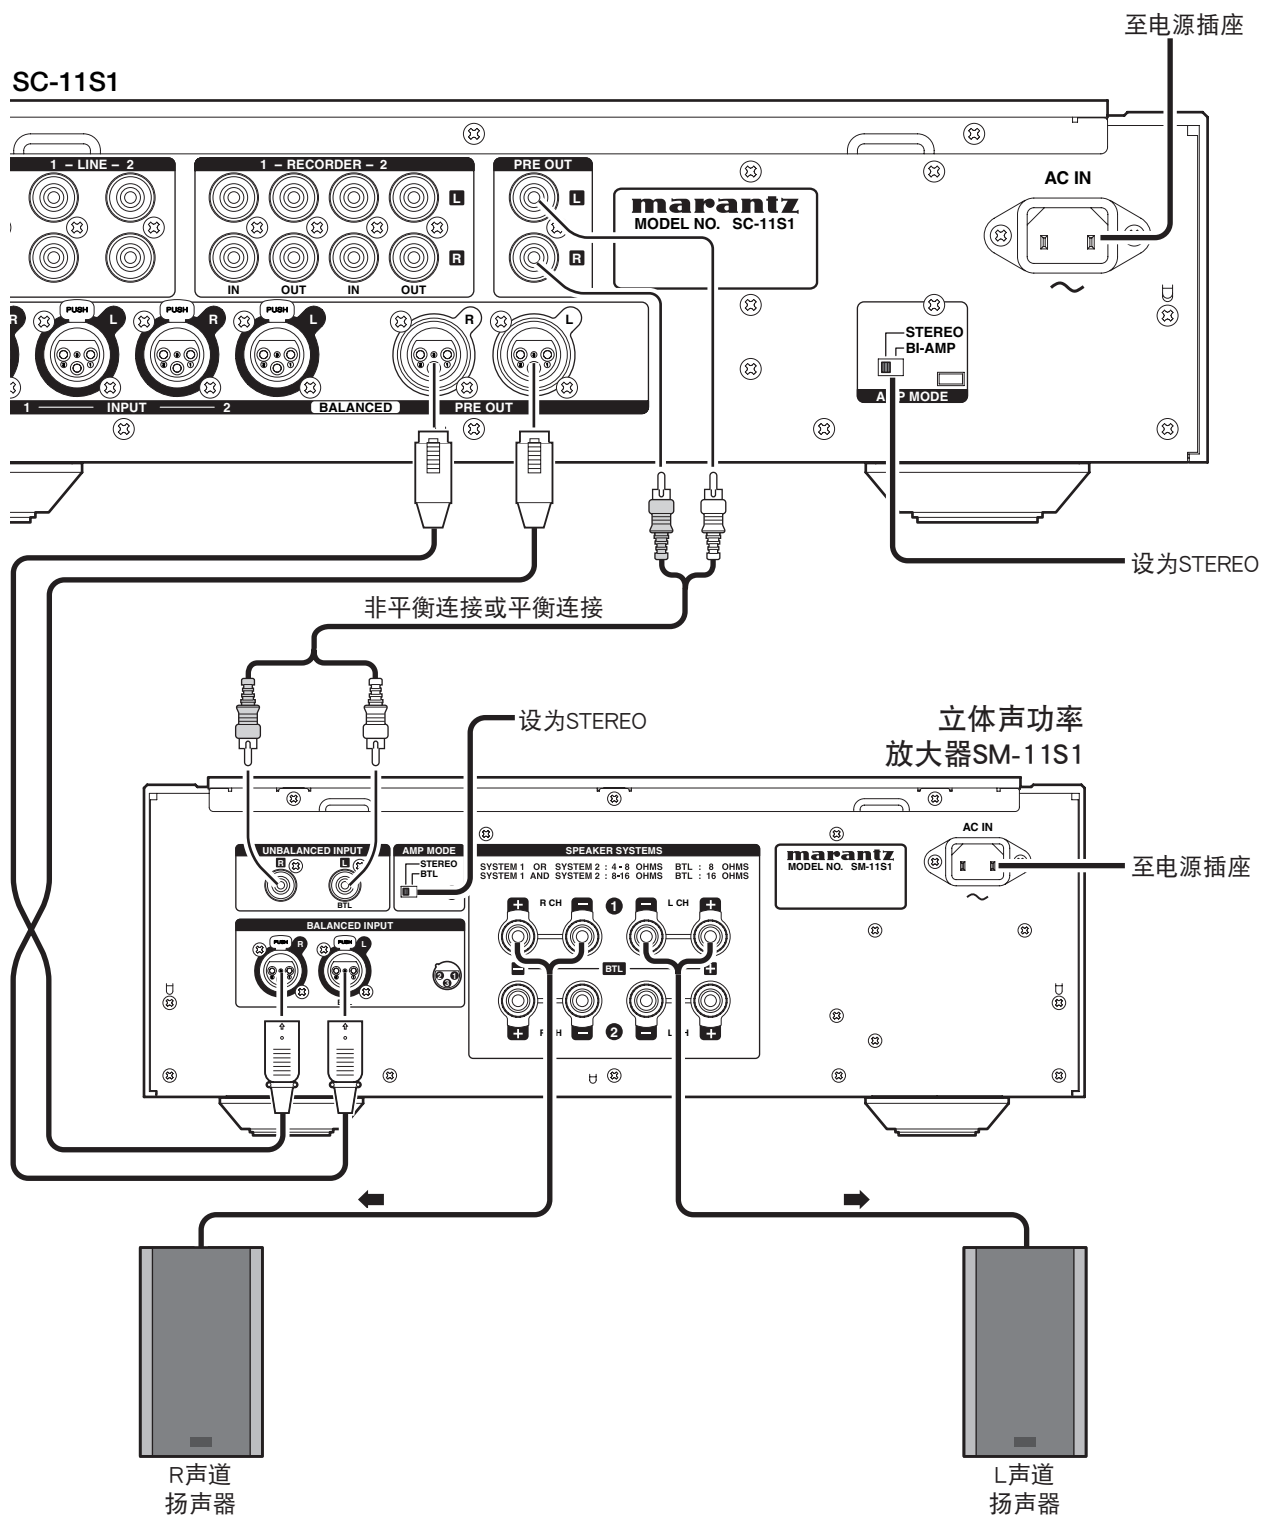 至电源插座
SC-11S1
1 – LINE – 2
1 – RECORDER – 2
PRE OUT
L
L
marantz
MODEL NO. SC-11S1
AC IN
R
R
IN OUT IN OUT
R
PUSH
L
PUSH
R
PUSH
L
R
L
STEREO
BI-AMP
AMP MODE
1 INPUT 2
BALANCED
PRE OUT
设为STEREO
非平衡连接或平衡连接
设为STEREO
立体声功率
放大器SM-11S1
UNBALANCED INPUT
R
L
BTL
AMP MODE
STEREO
BTL
SPEAKER SYSTEMS
SYSTEM 1 OR SYSTEM 2 : 4-8 OHMS BTL : 8 OHMS
SYSTEM 1 AND SYSTEM 2 : 8-16 OHMS BTL : 16 OHMS
marantz
MODEL NO. SM-11S1
AC IN
至电源插座
+ R CH − 1 − L CH +
BALANCED INPUT
PUSH
R
PUSH
L
2 1
3
− BTL +
+ − 2 − +
R声道
扬声器
L声道
扬声器